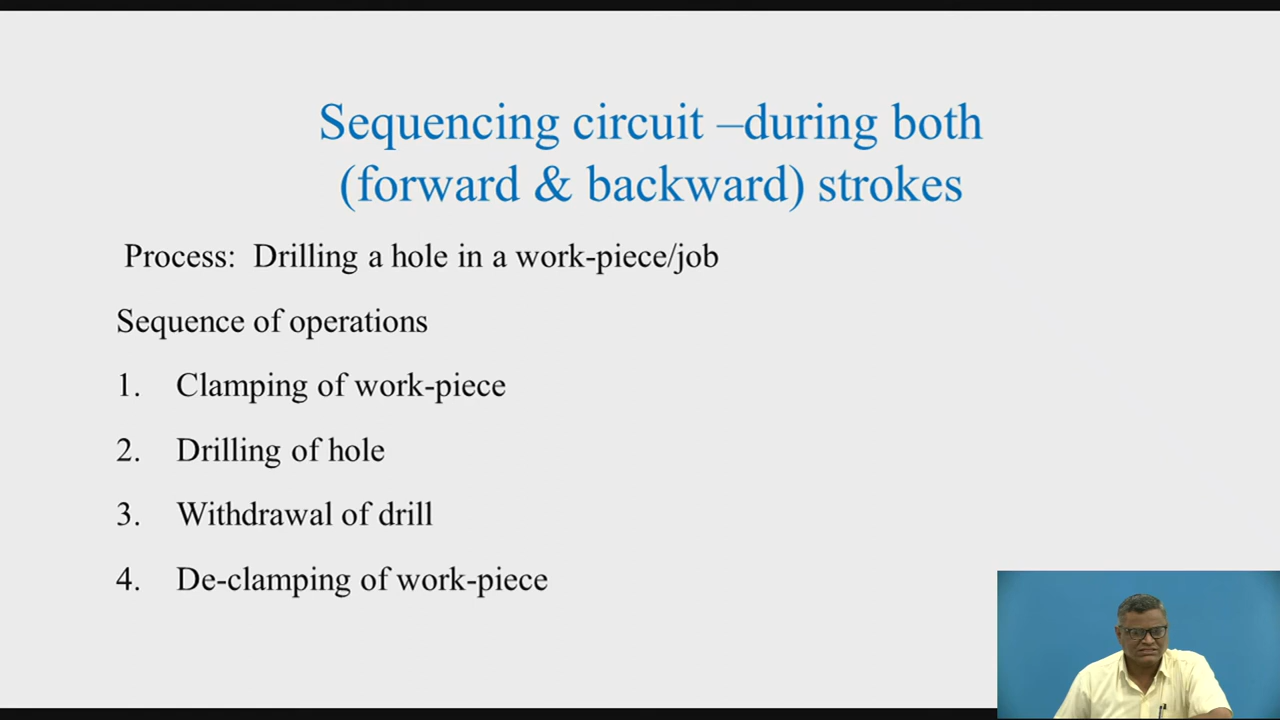 Sequencing circuit –during both
(forward & backward) strokes
Process: Drilling a hole in a work-piece/job
Sequence of operations
1. Clamping of work-piece
2. Drilling of hole
3. Withdrawal of drill
4. De-clamping of work-piece